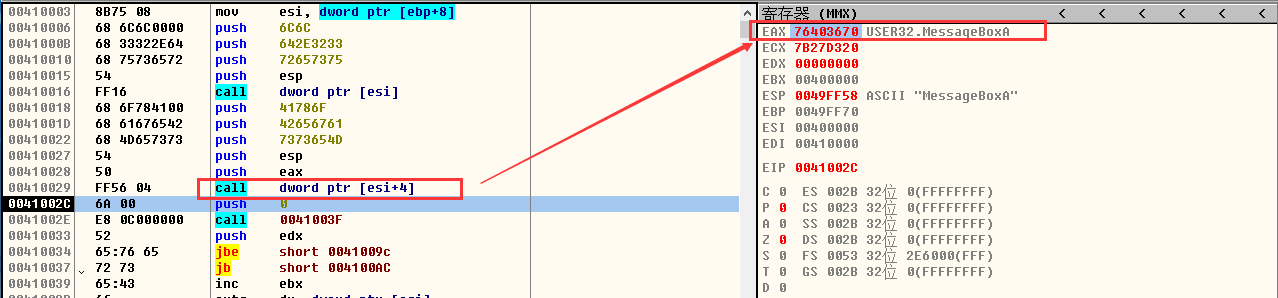 00410003 8B75 08 mov esi, dword ptr [ebp+8]
00410006 68 6C6C0000 push 6C6C
0041000B 68 33322E64 push 642E3233
00410010 68 75736572 push 72657375
00410015 54 push esp
00410016 FF16 call dword ptr [esi]
00410018 68 6F784100 push 41786F
0041001D 68 61676542 push 42656761
00410022 68 4D657373 push 7373654D
00410027 54 push esp
00410028 50 push eax
00410029 FF56 04 call dword ptr [esi+4]
0041002C 6A 00 push 0
0041002E E8 0C000000 call 0041003F
00410033 52 push edx
00410034 65:76 65 jbe short 0041009c
00410037 72 73 jb short 004100AC
00410039 65:43 inc ebx
寄存器 (MMX) < < < < < <
EAX 76403670 USER32.MessageBoxA
ECX 7B27D320
EDX 00000000
EBX 00400000
ESP 0049FF58 ASCII "MessageBoxA"
EBP 0049FF70
ESI 00400000
EDI 00410000
EIP 0041002C
C 0 ES 002B 32位 0(FFFFFFFF)
P 0 CS 0023 32位 0(FFFFFFFF)
A 0 SS 002B 32位 0(FFFFFFFF)
Z 0 DS 002B 32位 0(FFFFFFFF)
S 0 FS 0053 32位 2E6000(FFF)
T 0 GS 002B 32位 0(FFFFFFFF)
D 0